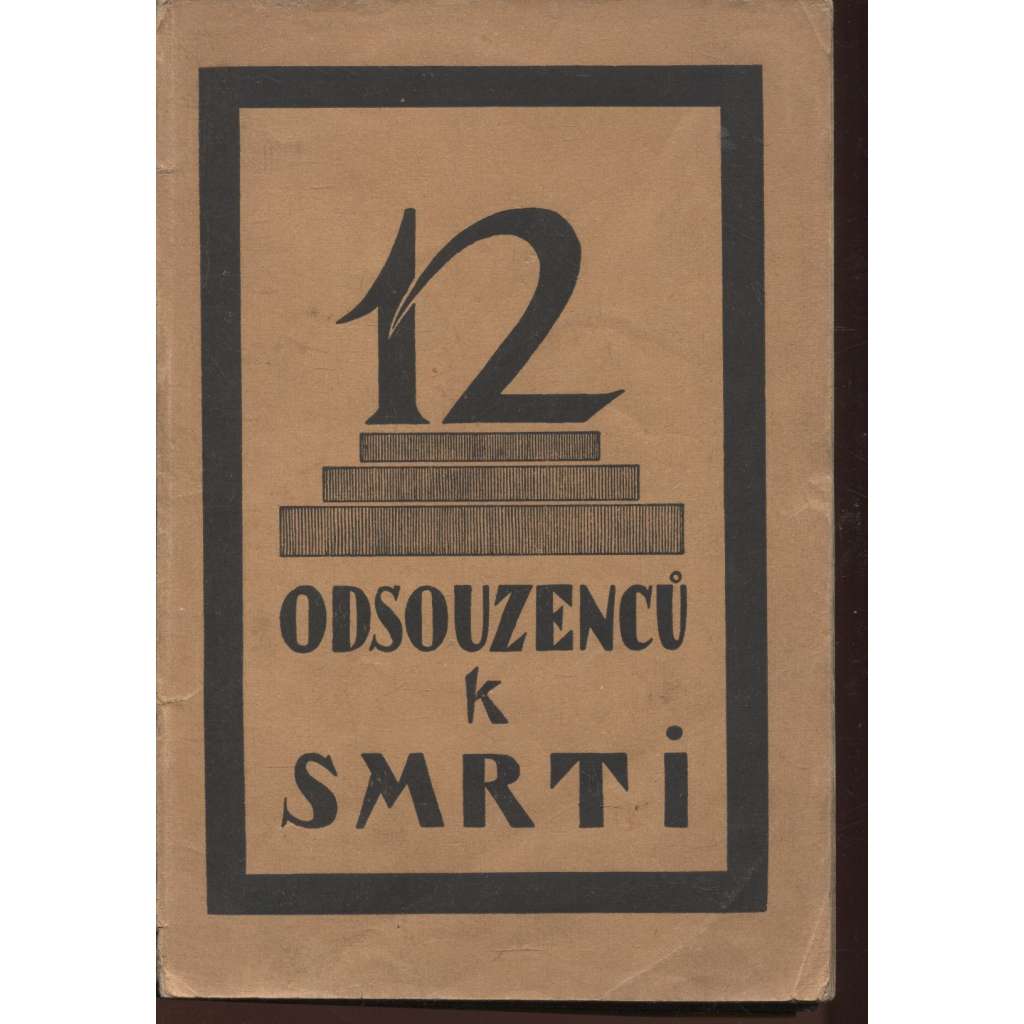 12
ODSOUZENCŮ
k
SMRTi